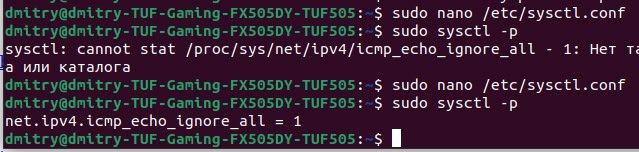 dmitry@dmitry-TUF-Gaming-FX505DY-TUF505:~$ sudo nano /etc/sysctl.conf
dmitry@dmitry-TUF-Gaming-FX505DY-TUF505:~$ sudo sysctl -p
sysctl: cannot stat /proc/sys/net/ipv4/icmp_echo_ignore_all - 1: Нет та
а или каталога
dmitry@dmitry-TUF-Gaming-FX505DY-TUF505:~$ sudo nano /etc/sysctl.conf
dmitry@dmitry-TUF-Gaming-FX505DY-TUF505:~$ sudo sysctl -p
net.ipv4.icmp_echo_ignore_all = 1
dmitry@dmitry-TUF-Gaming-FX505DY-TUF505:~$